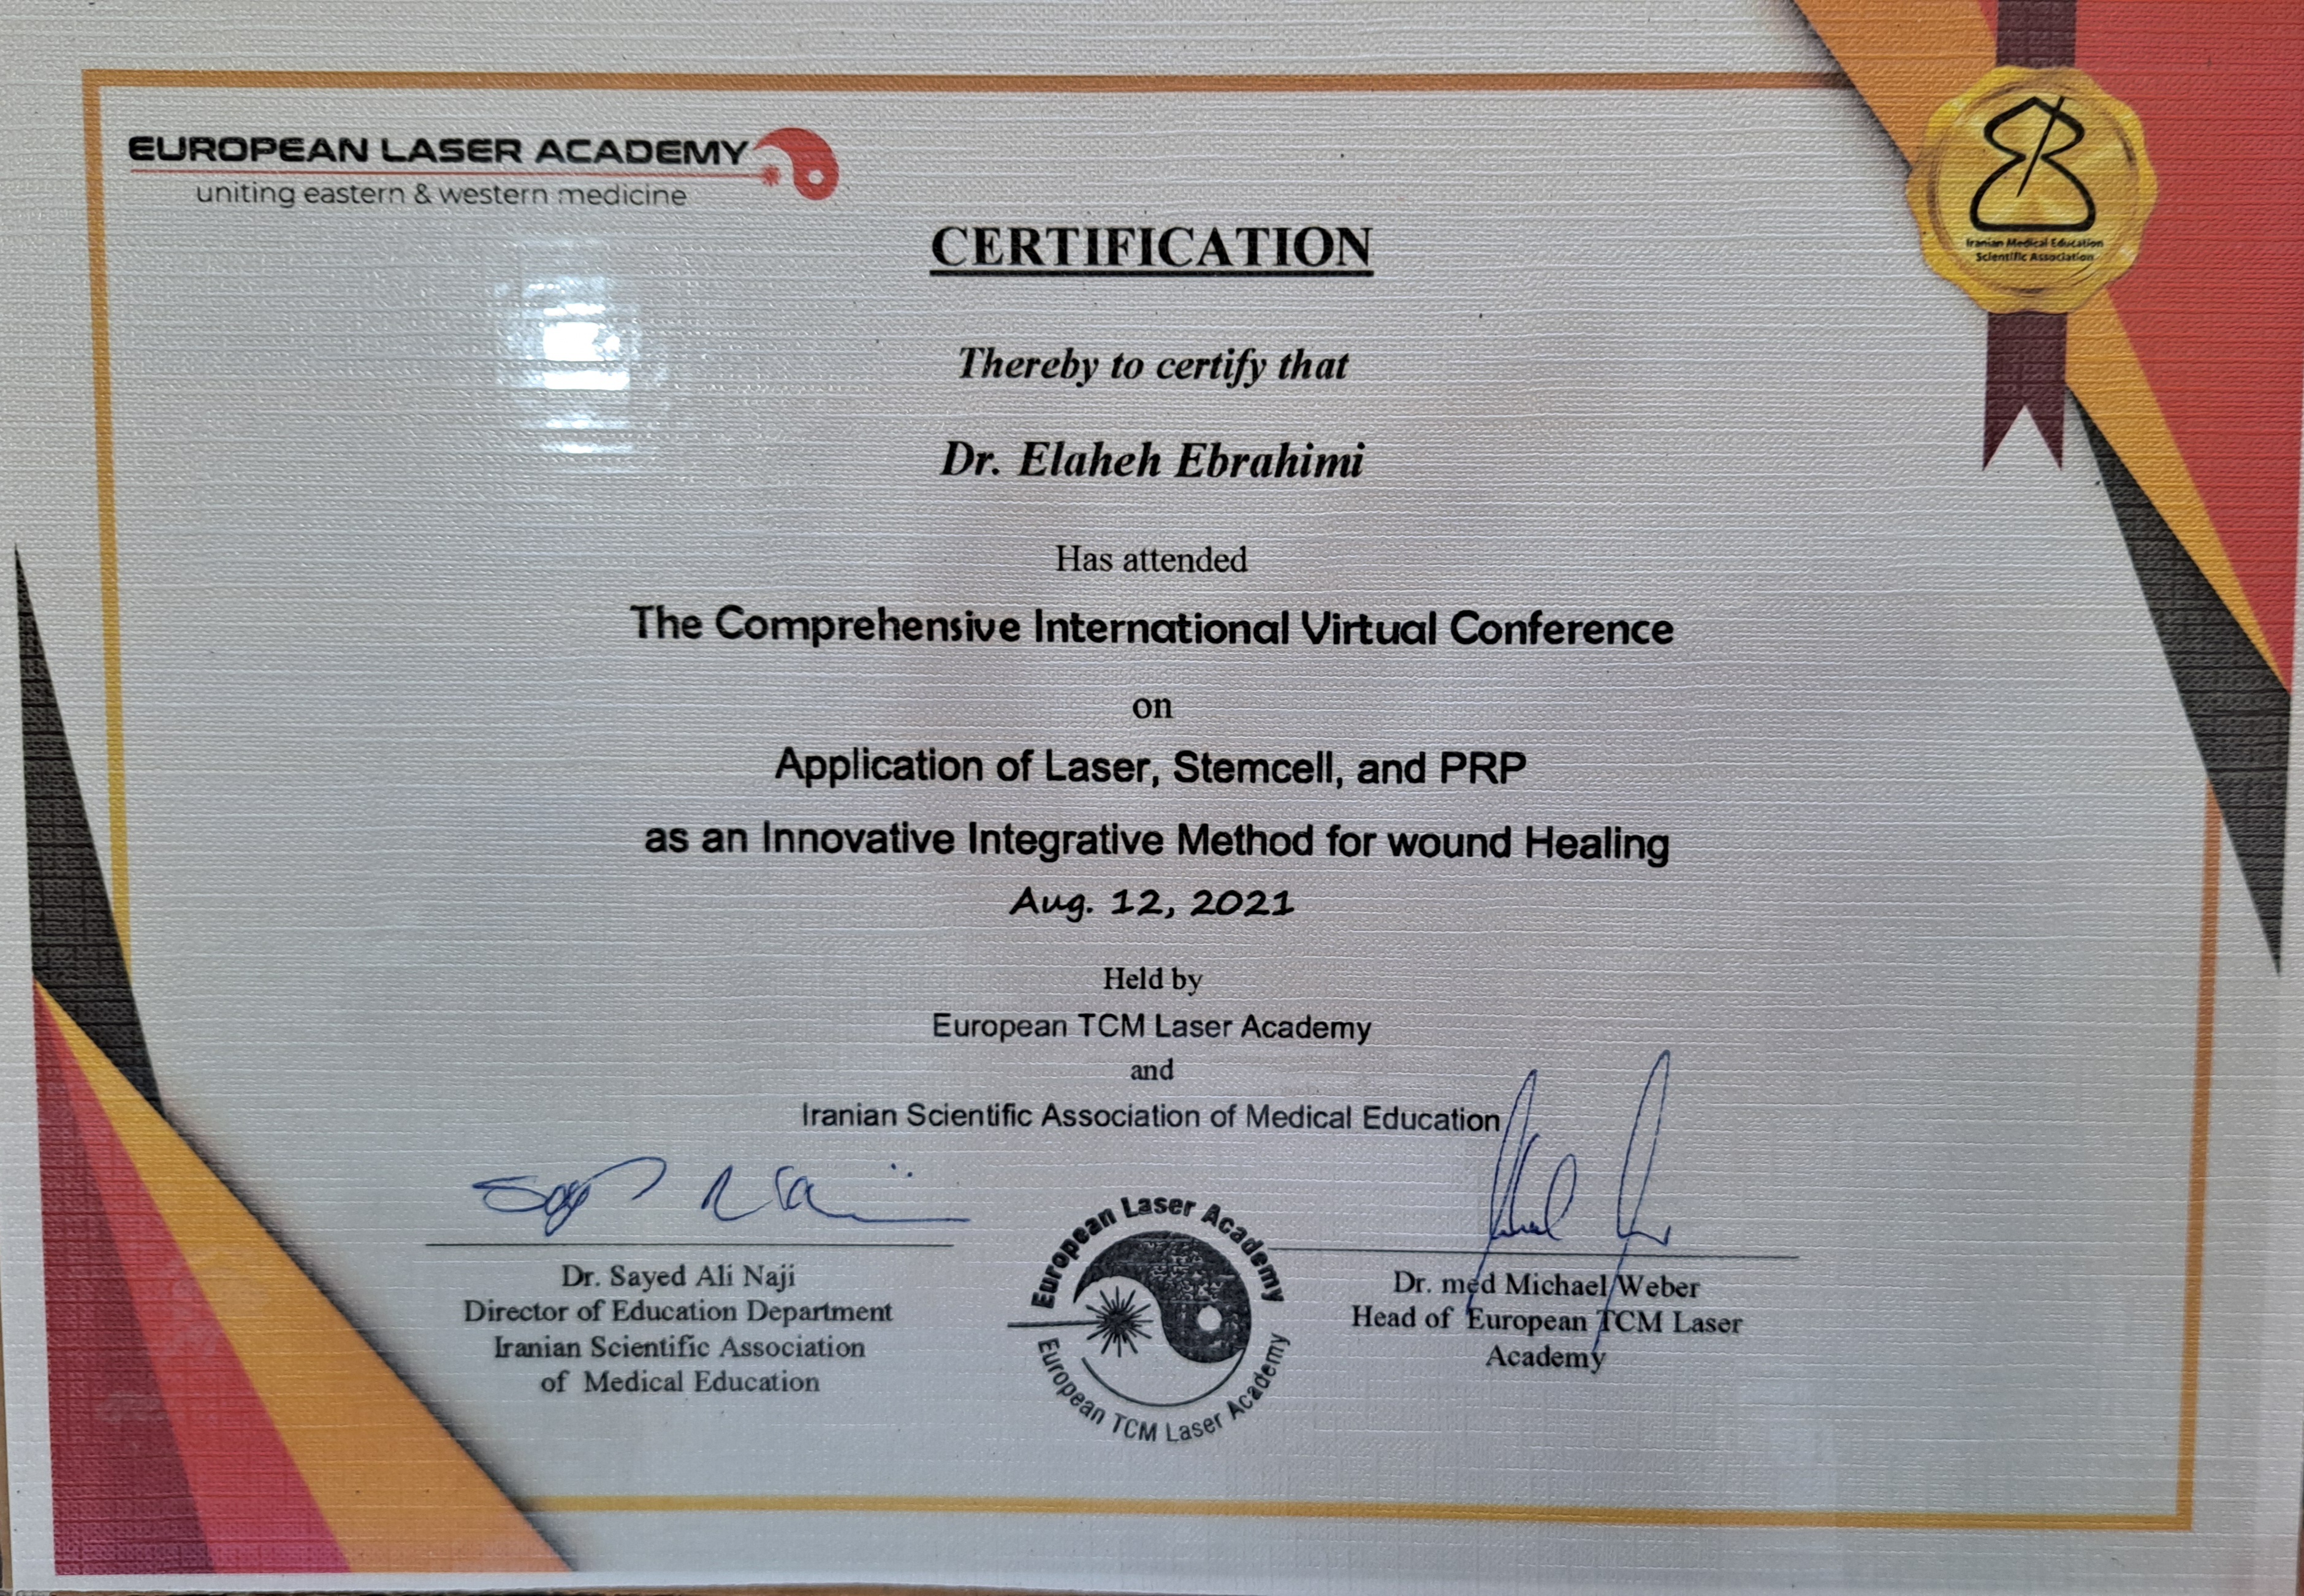 EUROPEAN LASER ACADEMY
uniting eastern & western medicine
Iranian Medical Education
Scientific Association
CERTIFICATION
Thereby to certify that
Dr. Elaheh Ebrahimi
Has attended
The Comprehensive International Virtual Conference
on
Application of Laser, Stemcell, and PRP
as an Innovative Integrative Method for wound Healing
Aug. 12, 2021
Held by
European TCM Laser Academy
and
Iranian Scientific Association of Medical Education
Dr. Sayed Ali Naji
Director of Education Department
Iranian Scientific Association
of Medical Education
European Laser Academy
European TCM Laser Academy
Dr. med Michael Weber
Head of European TCM Laser
Academy